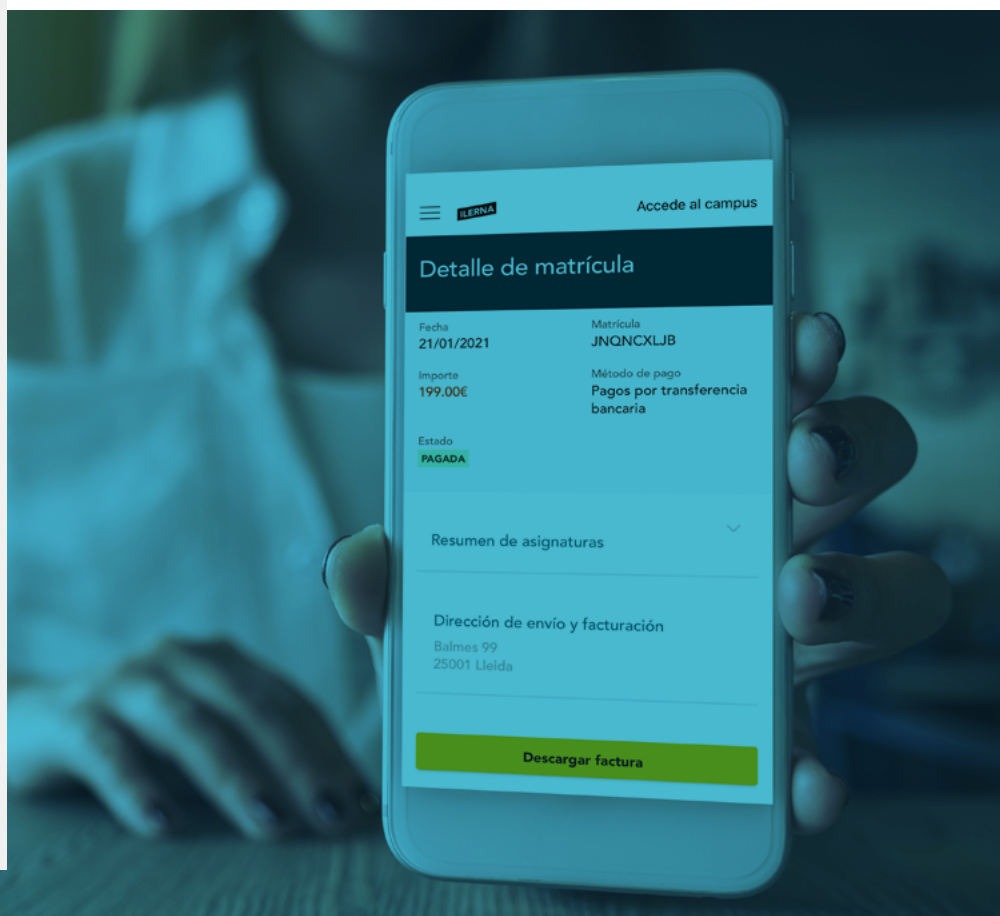 ILERNA
Accede al campus
Detalle de matrícula
Fecha
21/01/2021
Matrícula
JNQNCXLJB
Importe
199.00€
Método de pago
Pagos por transferencia
bancaria
Estado
PAGADA
Resumen de asignaturas
Dirección de envío y facturación
Balmes 99
25001 Lleida
Descargar factura